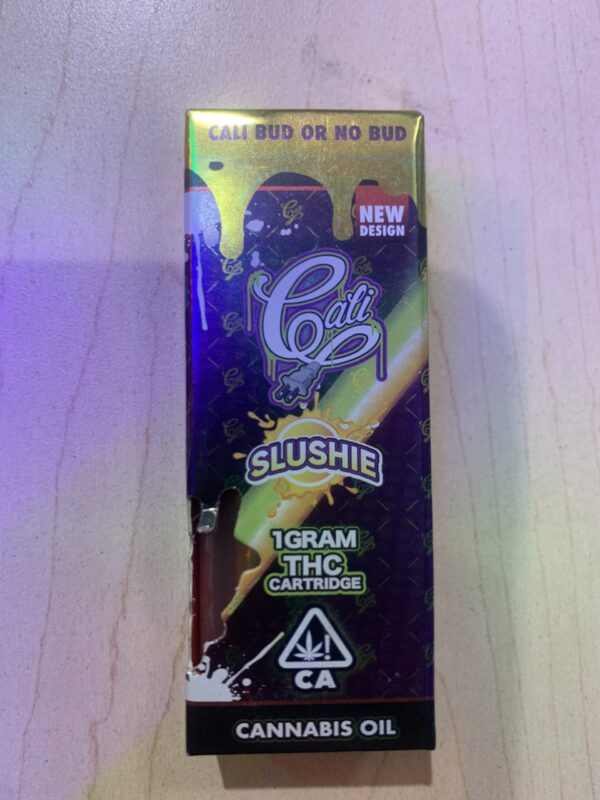 CALI BUD OR NO BUD
NEW
DESIGN
Cali
SLUSHIE
1GRAM
THC
CARTRIDGE
!
CA
CANNABIS OIL